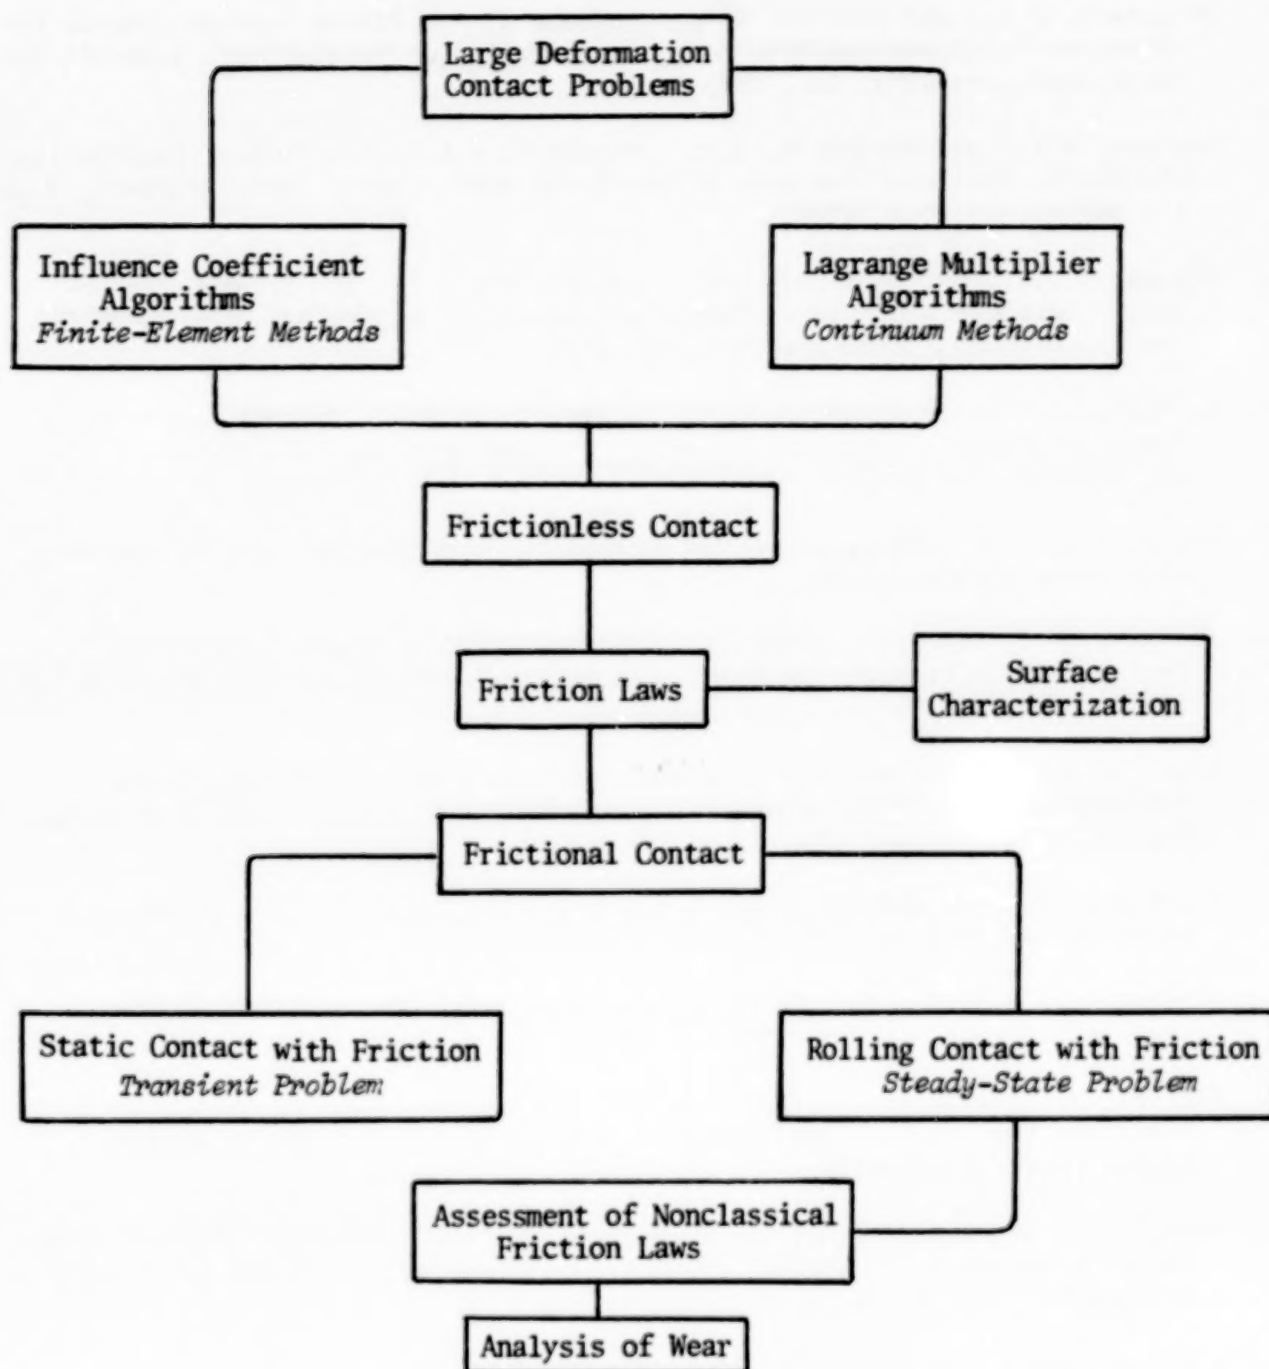 Large Deformation
Contact Problems
Influence Coefficient
Algorithms
Finite-Element Methods
Lagrange Multiplier
Algorithms
Continuum Methods
Frictionless Contact
Friction Laws
Surface
Characterization
Frictional Contact
Static Contact with Friction
Transient Problem
Rolling Contact with Friction
Steady-State Problem
Assessment of Nonclassical
Friction Laws
Analysis of Wear